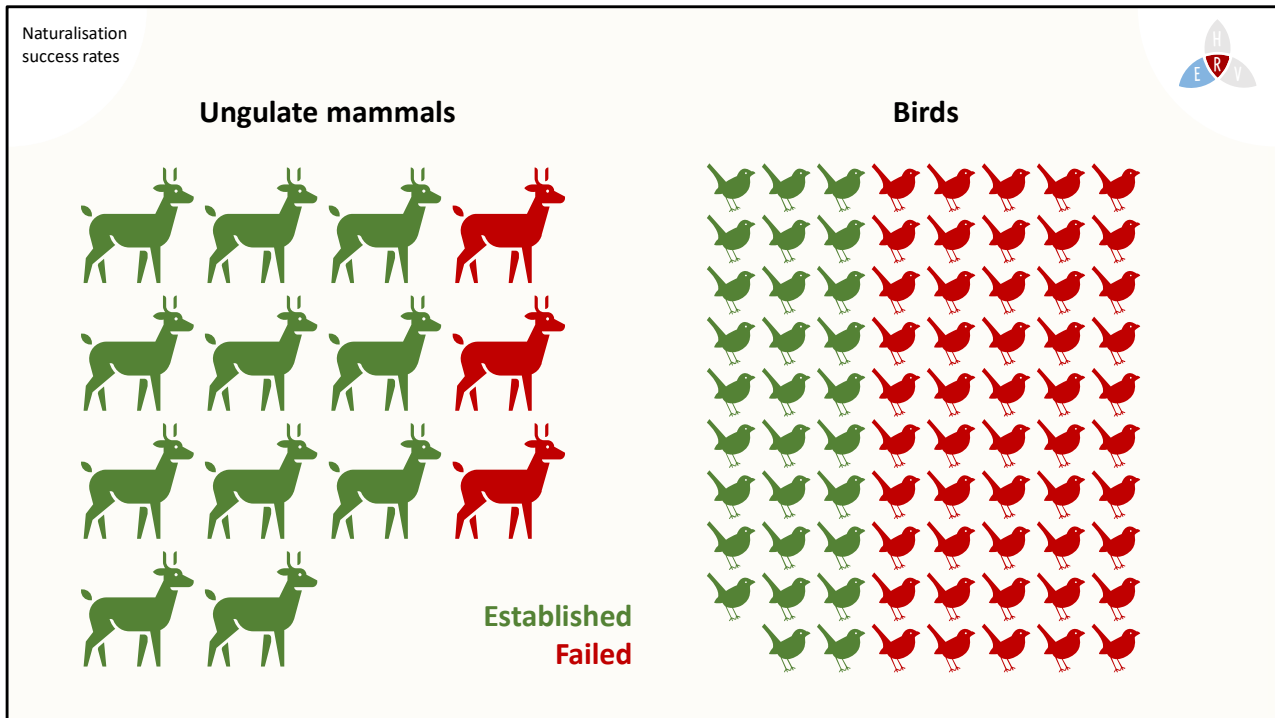 Naturalisation
success rates
H
E R V
Ungulate mammals
Birds
Established
Failed